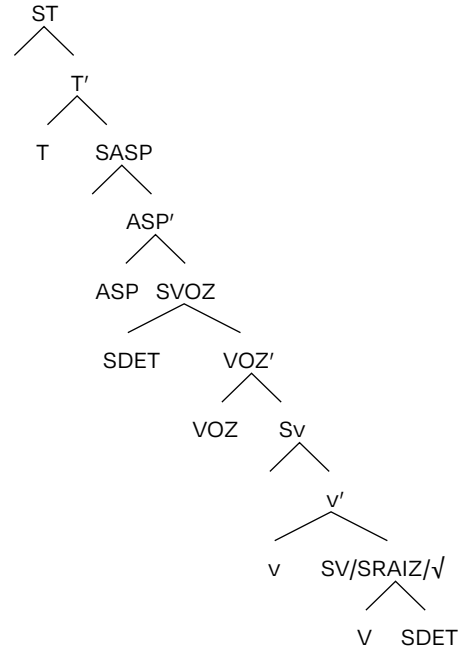 ST
T′
T SASP
ASP′
ASP SVOZ
SDET VOZ′
VOZ Sv
v′
v SV/SRAIZ/√
V SDET